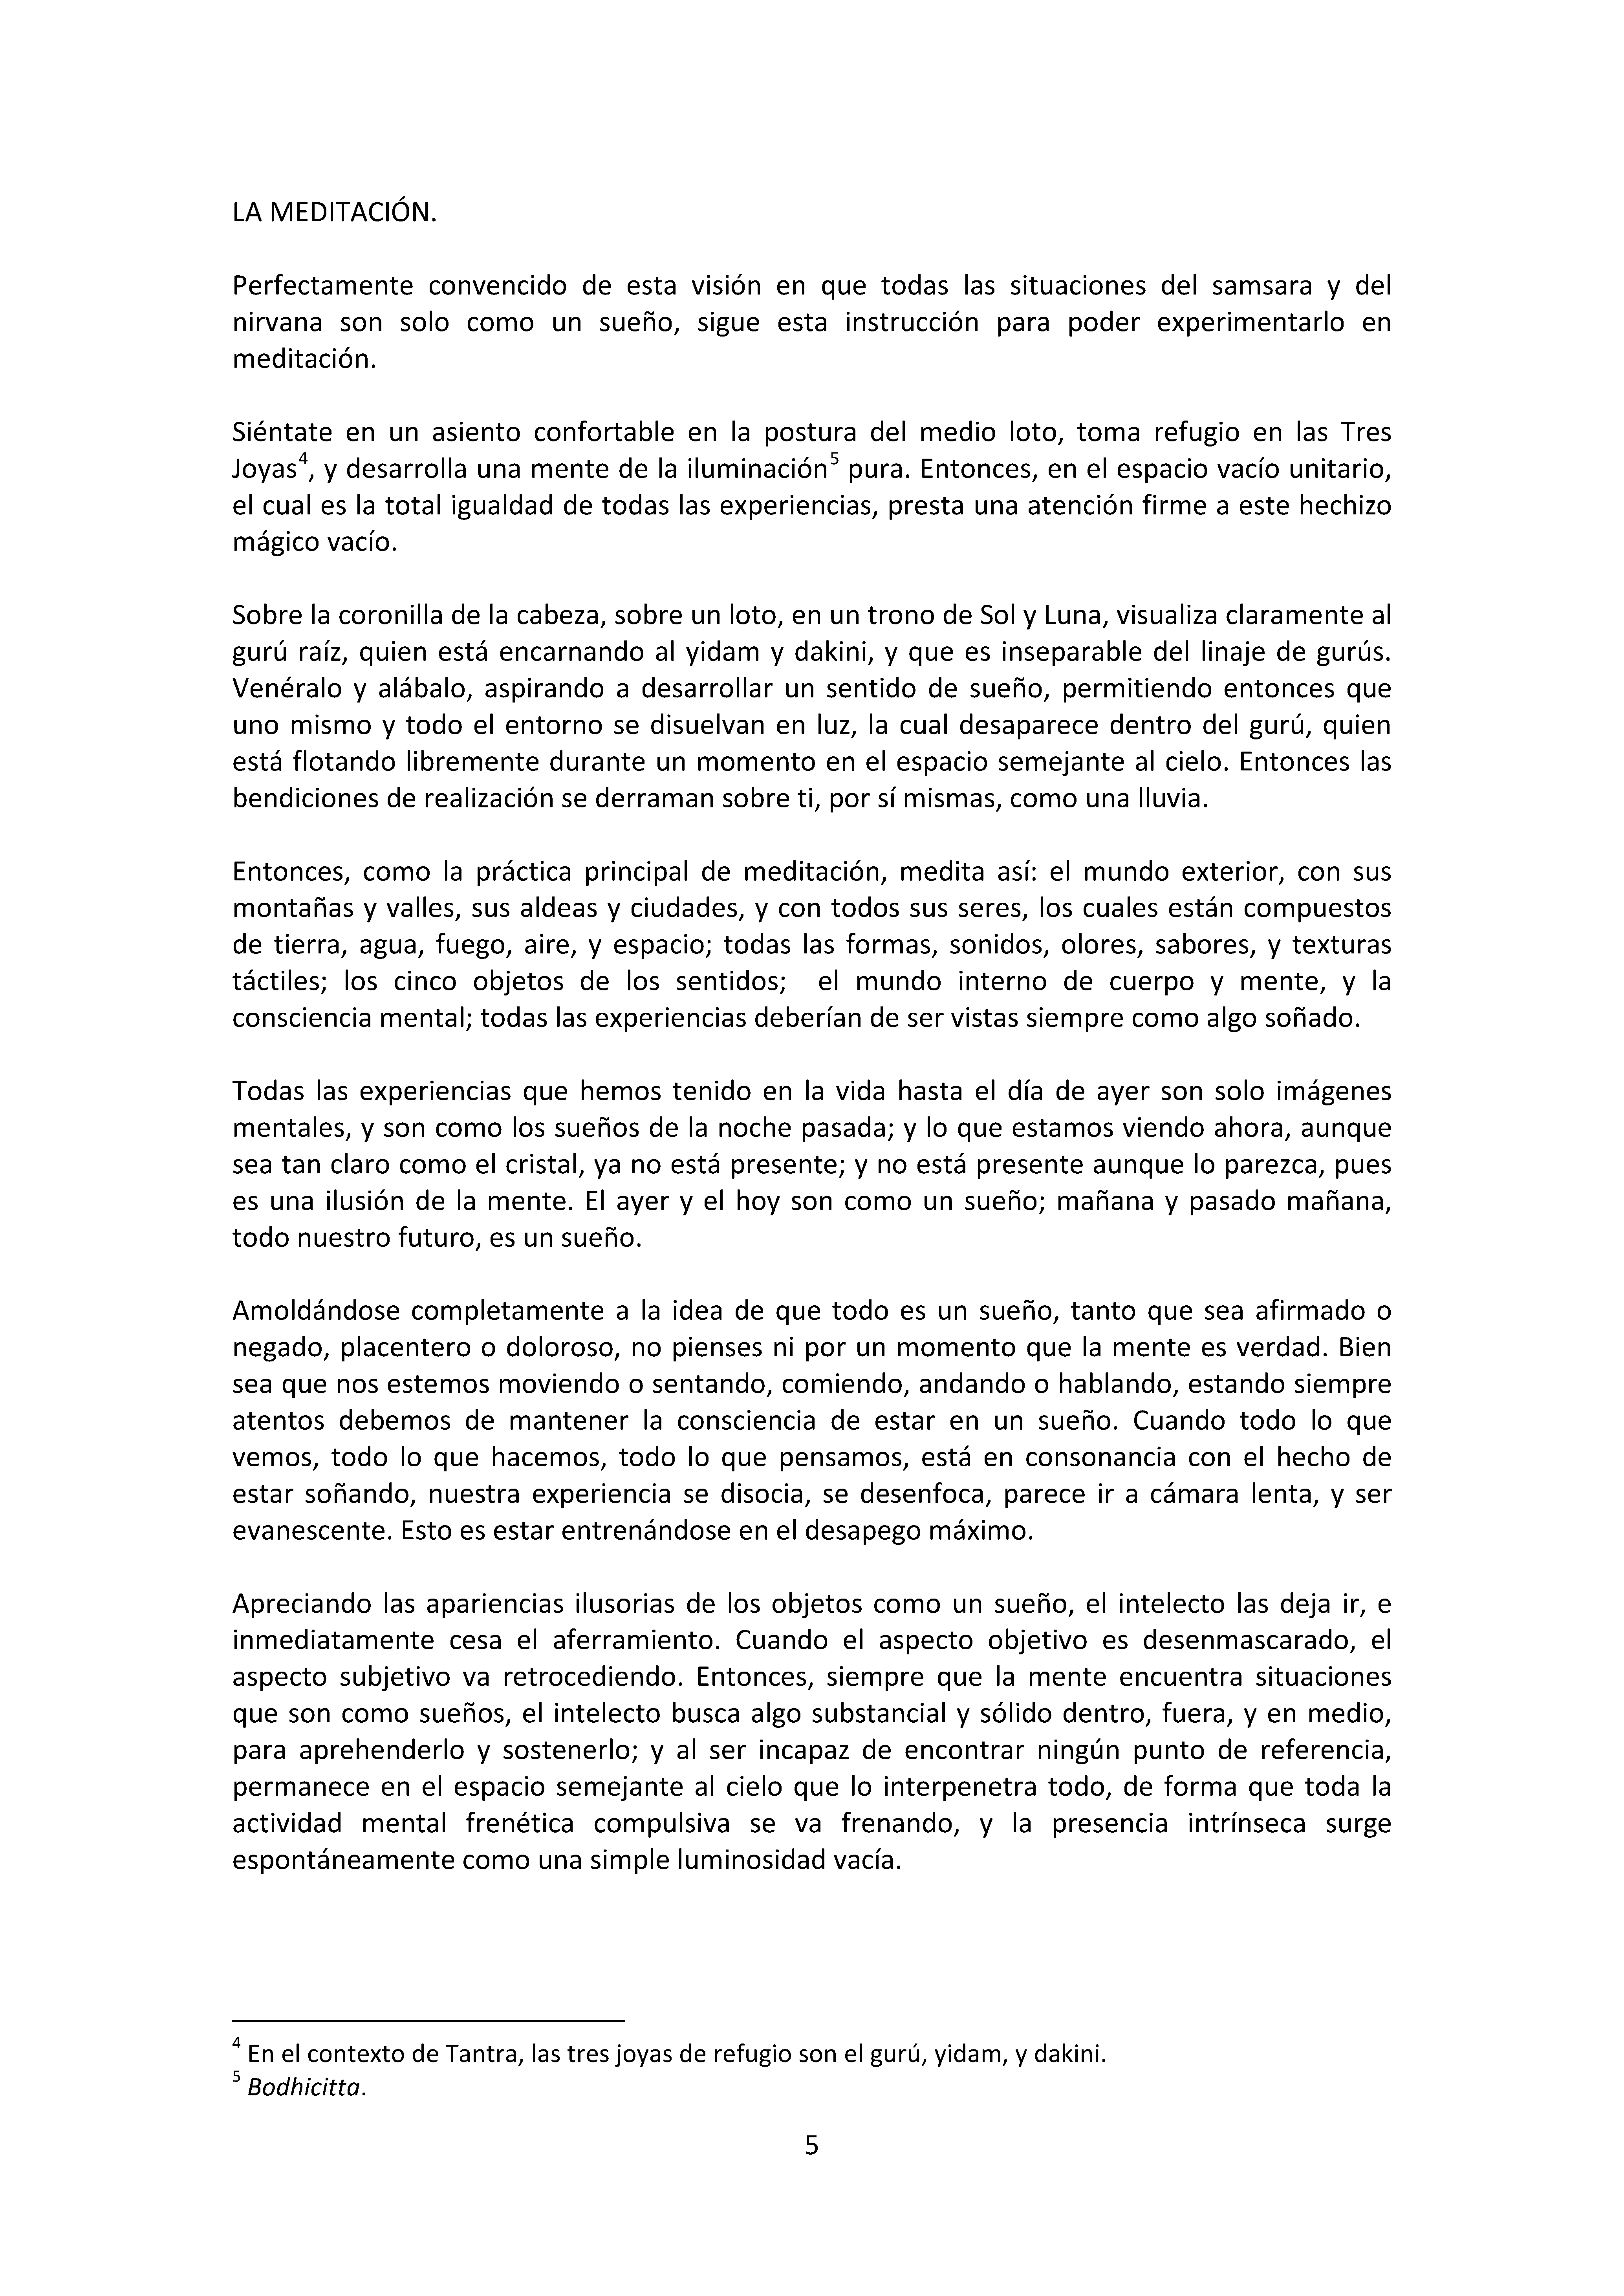 LA MEDITACIÓN.
Perfectamente convencido de esta visión en que todas las situaciones del samsara y del
nirvana son solo como un sueño, sigue esta instrucción para poder experimentarlo en
meditación.
Siéntate en un asiento confortable en la postura del medio loto, toma refugio en las Tres
Joyas⁴, y desarrolla una mente de la iluminación⁵ pura. Entonces, en el espacio vacío unitario,
el cual es la total igualdad de todas las experiencias, presta una atención firme a este hechizo
mágico vacío.
Sobre la coronilla de la cabeza, sobre un loto, en un trono de Sol y Luna, visualiza claramente al
gurú raíz, quien está encarnando al yidam y dakini, y que es inseparable del linaje de gurús.
Venéralo y alábalo, aspirando a desarrollar un sentido de sueño, permitiendo entonces que
uno mismo y todo el entorno se disuelvan en luz, la cual desaparece dentro del gurú, quien
está flotando libremente durante un momento en el espacio semejante al cielo. Entonces las
bendiciones de realización se derraman sobre ti, por sí mismas, como una lluvia.
Entonces, como la práctica principal de meditación, medita así: el mundo exterior, con sus
montañas y valles, sus aldeas y ciudades, y con todos sus seres, los cuales están compuestos
de tierra, agua, fuego, aire, y espacio; todas las formas, sonidos, olores, sabores, y texturas
táctiles; los cinco objetos de los sentidos;  el mundo interno de cuerpo y mente, y la
consciencia mental; todas las experiencias deberían de ser vistas siempre como algo soñado.
Todas las experiencias que hemos tenido en la vida hasta el día de ayer son solo imágenes
mentales, y son como los sueños de la noche pasada; y lo que estamos viendo ahora, aunque
sea tan claro como el cristal, ya no está presente; y no está presente aunque lo parezca, pues
es una ilusión de la mente. El ayer y el hoy son como un sueño; mañana y pasado mañana,
todo nuestro futuro, es un sueño.
Amoldándose completamente a la idea de que todo es un sueño, tanto que sea afirmado o
negado, placentero o doloroso, no pienses ni por un momento que la mente es verdad. Bien
sea que nos estemos moviendo o sentando, comiendo, andando o hablando, estando siempre
atentos debemos de mantener la consciencia de estar en un sueño. Cuando todo lo que
vemos, todo lo que hacemos, todo lo que pensamos, está en consonancia con el hecho de
estar soñando, nuestra experiencia se disocia, se desenfoca, parece ir a cámara lenta, y ser
evanescente. Esto es estar entrenándose en el desapego máximo.
Apreciando las apariencias ilusorias de los objetos como un sueño, el intelecto las deja ir, e
inmediatamente cesa el aferramiento. Cuando el aspecto objetivo es desenmascarado, el
aspecto subjetivo va retrocediendo. Entonces, siempre que la mente encuentra situaciones
que son como sueños, el intelecto busca algo substancial y sólido dentro, fuera, y en medio,
para aprehenderlo y sostenerlo; y al ser incapaz de encontrar ningún punto de referencia,
permanece en el espacio semejante al cielo que lo interpenetra todo, de forma que toda la
actividad mental frenética compulsiva se va frenando, y la presencia intrínseca surge
espontáneamente como una simple luminosidad vacía.
⁴ En el contexto de Tantra, las tres joyas de refugio son el gurú, yidam, y dakini.
⁵ Bodhicitta.
5